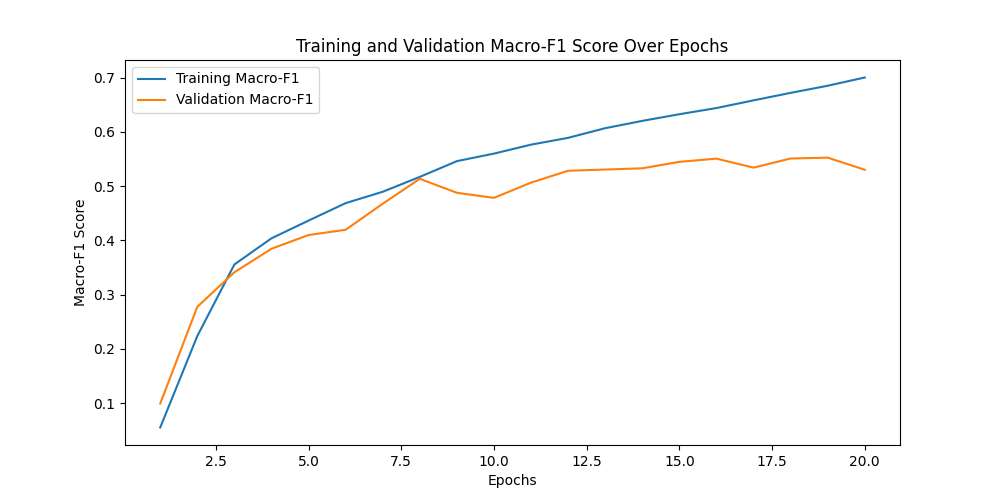 Training and Validation Macro-F1 Score Over Epochs
Training Macro-F1
Validation Macro-F1
Macro-F1 Score
0.7
0.6
0.5
0.4
0.3
0.2
0.1
2.5 5.0 7.5 10.0 12.5 15.0 17.5 20.0
Epochs